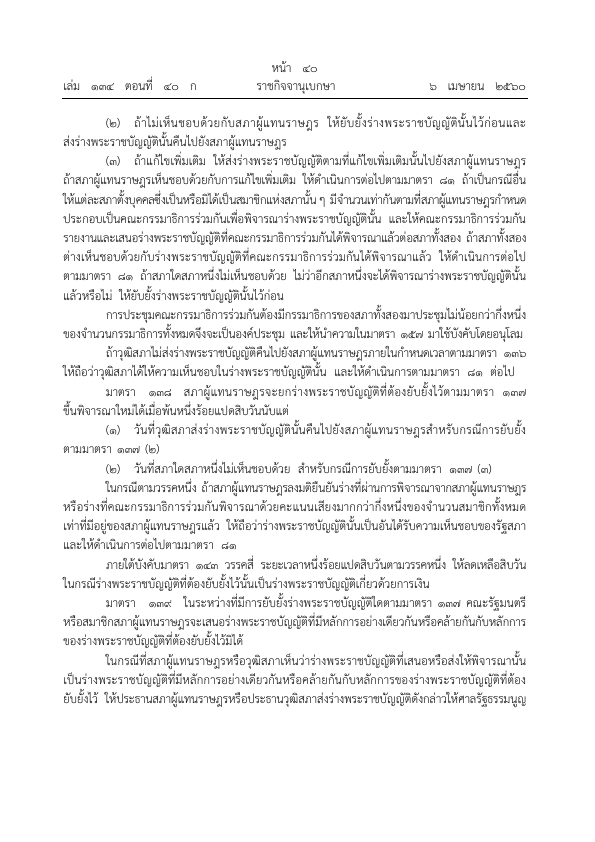 หน้า ๔๐
เล่ม ๑๓๔ ตอนที่ ๔๐ ก ราชกิจจานุเบกษา ๖ เมษายน ๒๕๖๐
(๒) ถ้าไม่เห็นชอบด้วยกับสภาผู้แทนราษฎร ให้ยับยั้งร่างพระราชบัญญัตินั้นไว้ก่อนและ
ส่งร่างพระราชบัญญัตินั้นคืนไปยังสภาผู้แทนราษฎร
(๓) ถ้าแก้ไขเพิ่มเติม ให้ส่งร่างพระราชบัญญัติตามที่แก้ไขเพิ่มเติมนั้นไปยังสภาผู้แทนราษฎร
ถ้าสภาผู้แทนราษฎรเห็นชอบด้วยกับการแก้ไขเพิ่มเติม ให้ดำเนินการต่อไปตามมาตรา ๘๑ ถ้าเป็นกรณีอื่น
ให้แต่ละสภาตั้งบุคคลซึ่งเป็นหรือมิได้เป็นสมาชิกแห่งสภานั้น ๆ มีจำนวนเท่ากันตามที่สภาผู้แทนราษฎรกำหนด
ประกอบเป็นคณะกรรมาธิการร่วมกันเพื่อพิจารณาร่างพระราชบัญญัตินั้น และให้คณะกรรมาธิการร่วมกัน
รายงานและเสนอร่างพระราชบัญญัติที่คณะกรรมาธิการร่วมกันได้พิจารณาแล้วต่อสภาทั้งสอง ถ้าสภาทั้งสอง
ต่างเห็นชอบด้วยกับร่างพระราชบัญญัติที่คณะกรรมาธิการร่วมกันได้พิจารณาแล้ว ให้ดำเนินการต่อไป
ตามมาตรา ๘๑ ถ้าสภาใดสภาหนึ่งไม่เห็นชอบด้วย ไม่ว่าอีกสภาหนึ่งจะได้พิจารณาร่างพระราชบัญญัตินั้น
แล้วหรือไม่ ให้ยับยั้งร่างพระราชบัญญัตินั้นไว้ก่อน
การประชุมคณะกรรมาธิการร่วมกันต้องมีกรรมาธิการของสภาทั้งสองมาประชุมไม่น้อยกว่ากึ่งหนึ่ง
ของจำนวนกรรมาธิการทั้งหมดจึงจะเป็นองค์ประชุม และให้นำความในมาตรา ๑๕๗ มาใช้บังคับโดยอนุโลม
ถ้าวุฒิสภาไม่ส่งร่างพระราชบัญญัติคืนไปยังสภาผู้แทนราษฎรภายในกำหนดเวลาตามมาตรา ๑๓๖
ให้ถือว่าวุฒิสภาได้ให้ความเห็นชอบในร่างพระราชบัญญัตินั้น และให้ดำเนินการตามมาตรา ๘๑ ต่อไป
มาตรา ๑๓๘ สภาผู้แทนราษฎรจะยกร่างพระราชบัญญัติที่ต้องยับยั้งไว้ตามมาตรา ๑๓๗
ขึ้นพิจารณาใหม่ได้เมื่อพ้นหนึ่งร้อยแปดสิบวันนับแต่
(๑) วันที่วุฒิสภาส่งร่างพระราชบัญญัตินั้นคืนไปยังสภาผู้แทนราษฎรสำหรับกรณีการยับยั้ง
ตามมาตรา ๑๓๗ (๒)
(๒) วันที่สภาใดสภาหนึ่งไม่เห็นชอบด้วย สำหรับกรณีการยับยั้งตามมาตรา ๑๓๗ (๓)
ในกรณีตามวรรคหนึ่ง ถ้าสภาผู้แทนราษฎรลงมติยืนยันร่างที่ผ่านการพิจารณาจากสภาผู้แทนราษฎร
หรือร่างที่คณะกรรมาธิการร่วมกันพิจารณาด้วยคะแนนเสียงมากกว่ากึ่งหนึ่งของจำนวนสมาชิกทั้งหมด
เท่าที่มีอยู่ของสภาผู้แทนราษฎรแล้ว ให้ถือว่าร่างพระราชบัญญัตินั้นเป็นอันได้รับความเห็นชอบของรัฐสภา
และให้ดำเนินการต่อไปตามมาตรา ๘๑
ภายใต้บังคับมาตรา ๑๔๓ วรรคสี่ ระยะเวลาหนึ่งร้อยแปดสิบวันตามวรรคหนึ่ง ให้ลดเหลือสิบวัน
ในกรณีร่างพระราชบัญญัติที่ต้องยับยั้งไว้นั้นเป็นร่างพระราชบัญญัติเกี่ยวด้วยการเงิน
มาตรา ๑๓๙ ในระหว่างที่มีการยับยั้งร่างพระราชบัญญัติใดตามมาตรา ๑๓๗ คณะรัฐมนตรี
หรือสมาชิกสภาผู้แทนราษฎรจะเสนอร่างพระราชบัญญัติที่มีหลักการอย่างเดียวกันหรือคล้ายกันกับหลักการ
ของร่างพระราชบัญญัติที่ต้องยับยั้งไว้มิได้
ในกรณีที่สภาผู้แทนราษฎรหรือวุฒิสภาเห็นว่าร่างพระราชบัญญัติที่เสนอหรือส่งให้พิจารณานั้น
เป็นร่างพระราชบัญญัติที่มีหลักการอย่างเดียวกันหรือคล้ายกันกับหลักการของร่างพระราชบัญญัติที่ต้อง
ยับยั้งไว้ ให้ประธานสภาผู้แทนราษฎรหรือประธานวุฒิสภาส่งร่างพระราชบัญญัติดังกล่าวให้ศาลรัฐธรรมนูญ